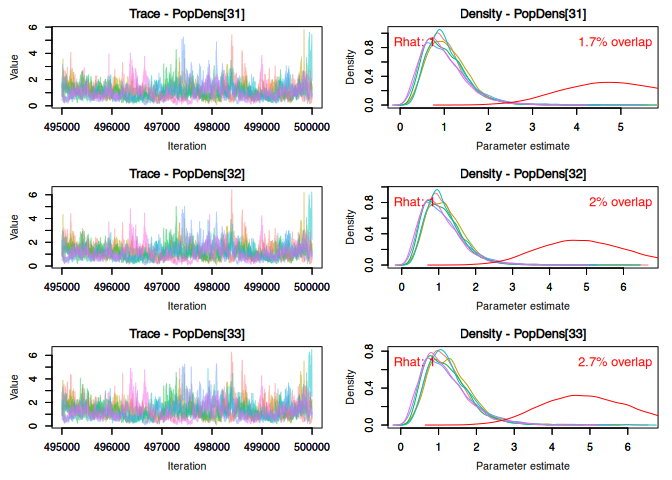 Trace - PopDens[31]
Value
0 2 4 6
495000 496000 497000 498000 499000 500000
Iteration
Density - PopDens[31]
Density
0.0 0.4 0.8
Rhat: 1
1.7% overlap
0 1 2 3 4 5
Parameter estimate
Trace - PopDens[32]
Value
0 2 4 6
495000 496000 497000 498000 499000 500000
Iteration
Density - PopDens[32]
Density
0.0 0.4 0.8
Rhat: 1
2% overlap
0 1 2 3 4 5 6
Parameter estimate
Trace - PopDens[33]
Value
0 2 4 6
495000 496000 497000 498000 499000 500000
Iteration
Density - PopDens[33]
Density
0.0 0.4 0.8
Rhat: 1
2.7% overlap
0 1 2 3 4 5 6
Parameter estimate